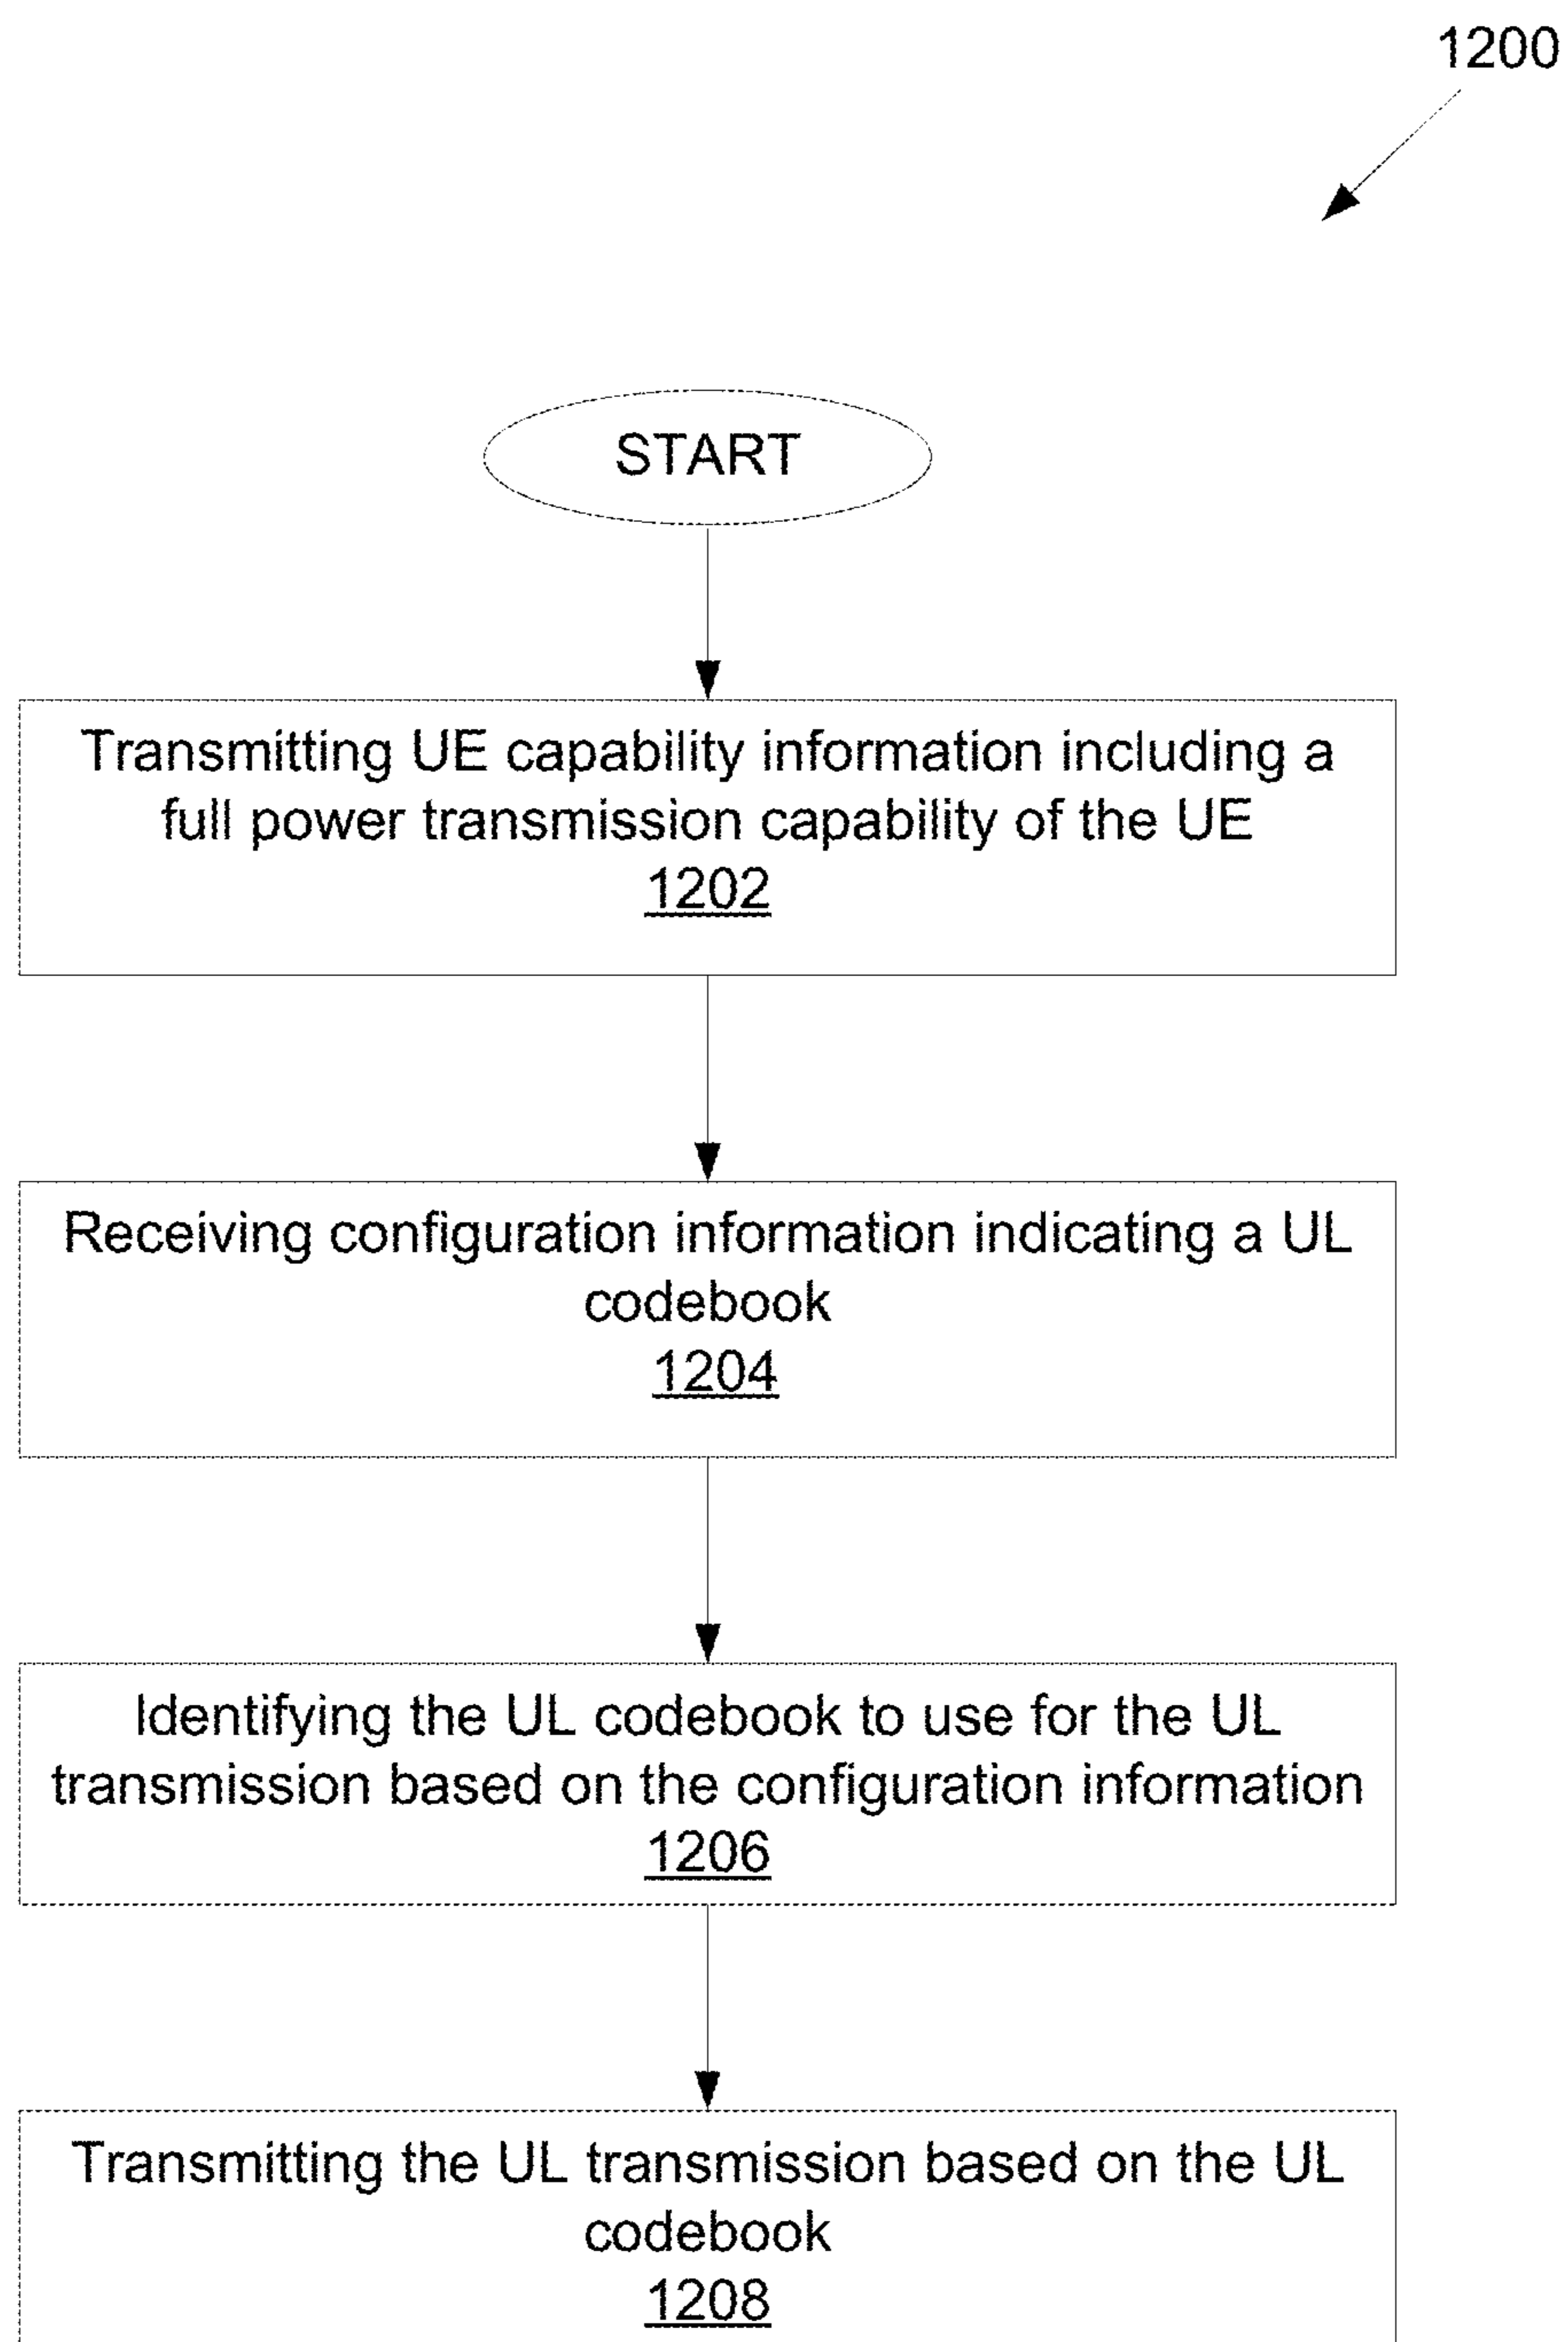 1200
START
Transmitting UE capability information including a
full power transmission capability of the UE
1202
Receiving configuration information indicating a UL
codebook
1204
Identifying the UL codebook to use for the UL
transmission based on the configuration information
1206
Transmitting the UL transmission based on the UL
codebook
1208